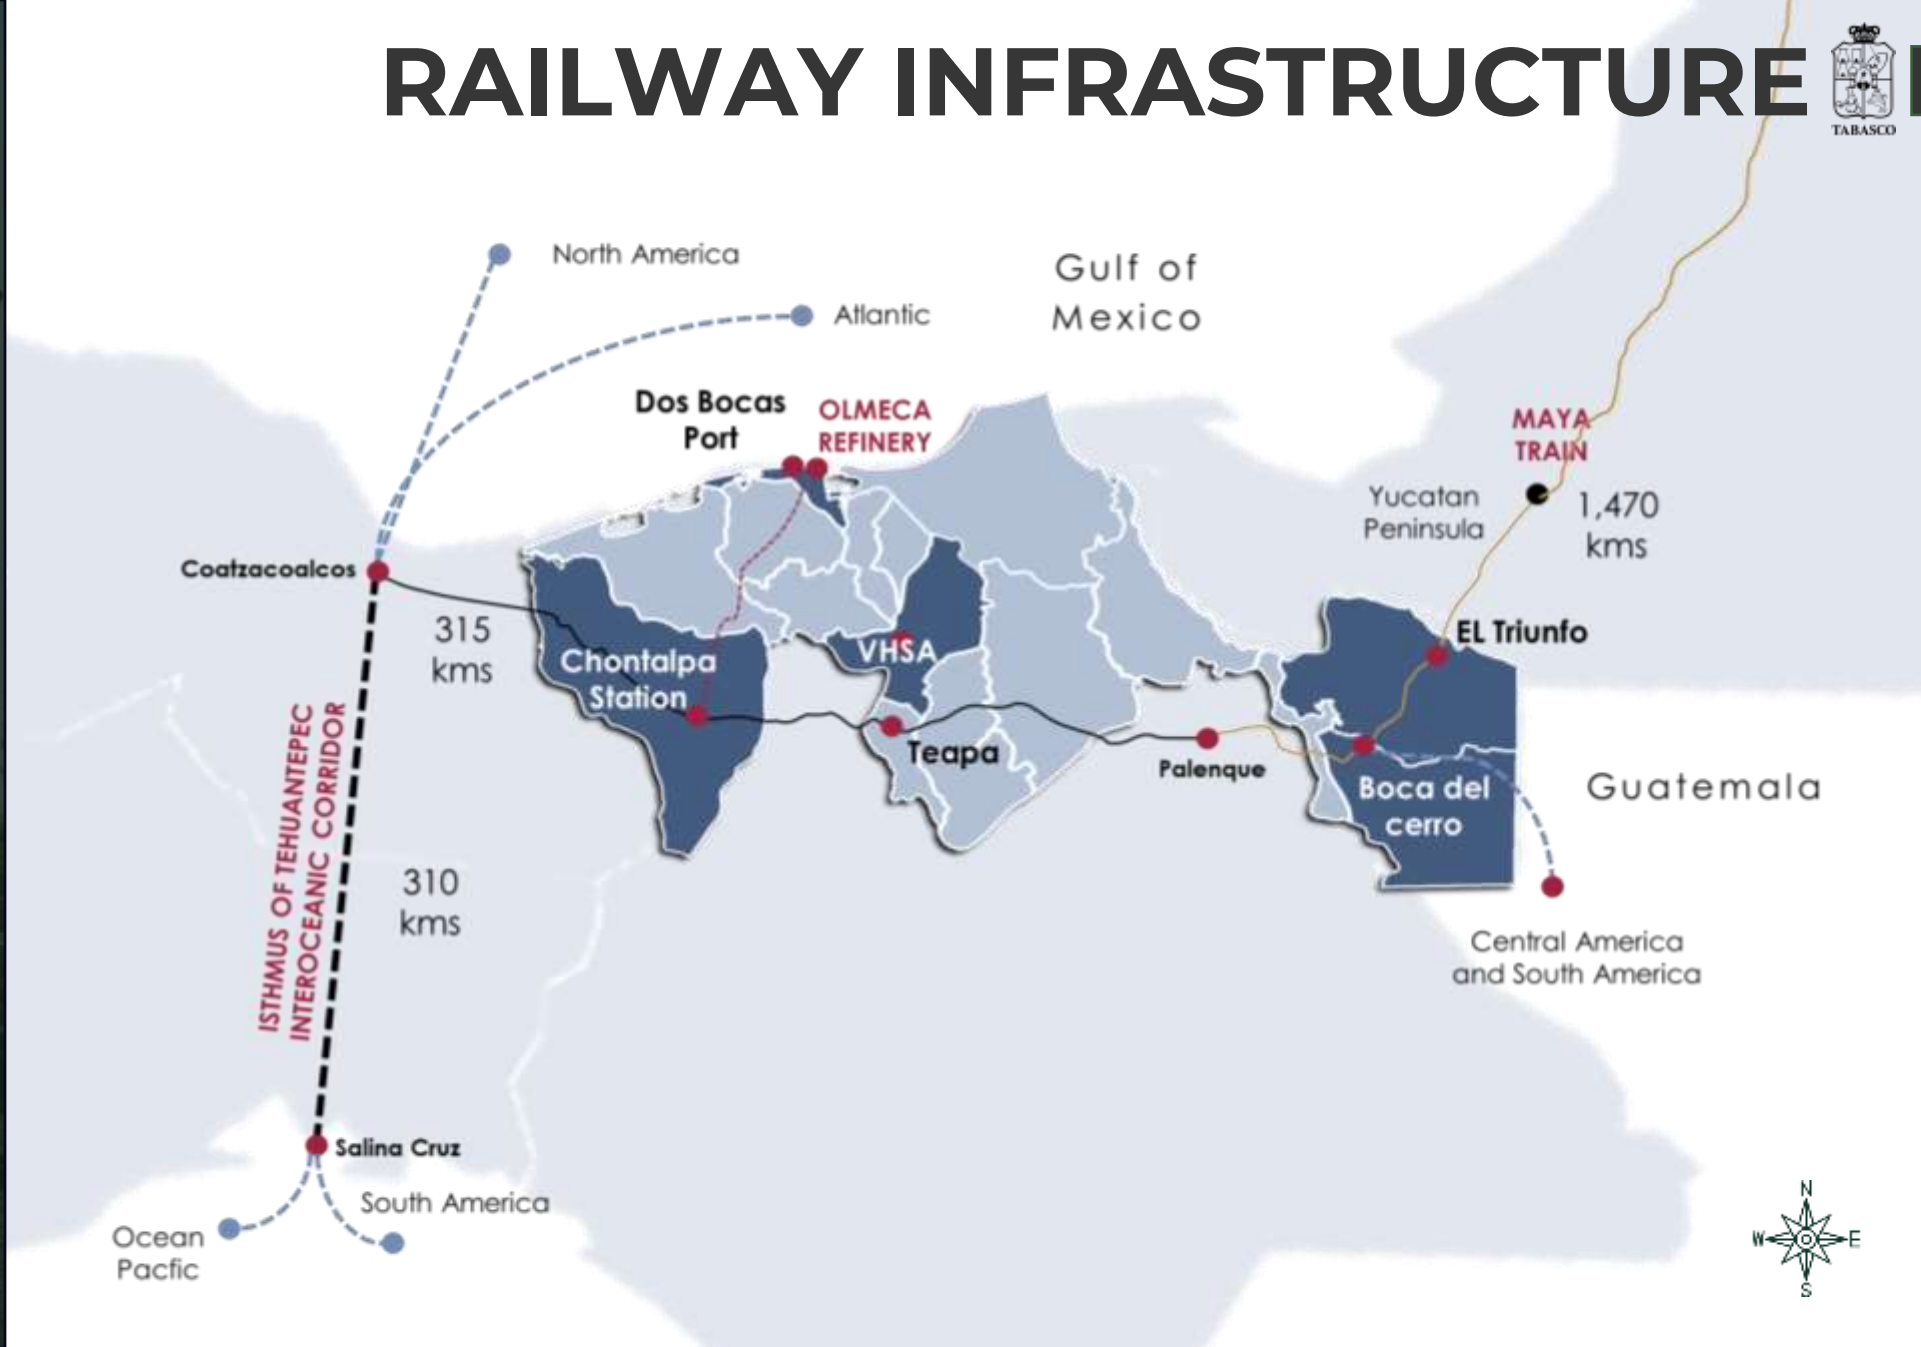 RAILWAY INFRASTRUCTURE
TABASCO
North America
Gulf of
Mexico
Atlantic
Dos Bocas
Port
OLMECA
REFINERY
MAYA
TRAIN
Yucatan
Peninsula
1,470
kms
Coatzacoalcos
315
kms
Chontalpa
Station
VHSA
EL Triunfo
Teapa
Palenque
Boca del
cerro
Guatemala
ISTHMUS OF TEHUANTEPEC
INTEROCEANIC CORRIDOR
310
kms
Central America
and South America
Salina Cruz
South America
Ocean
Pacfic
N
W
E
S